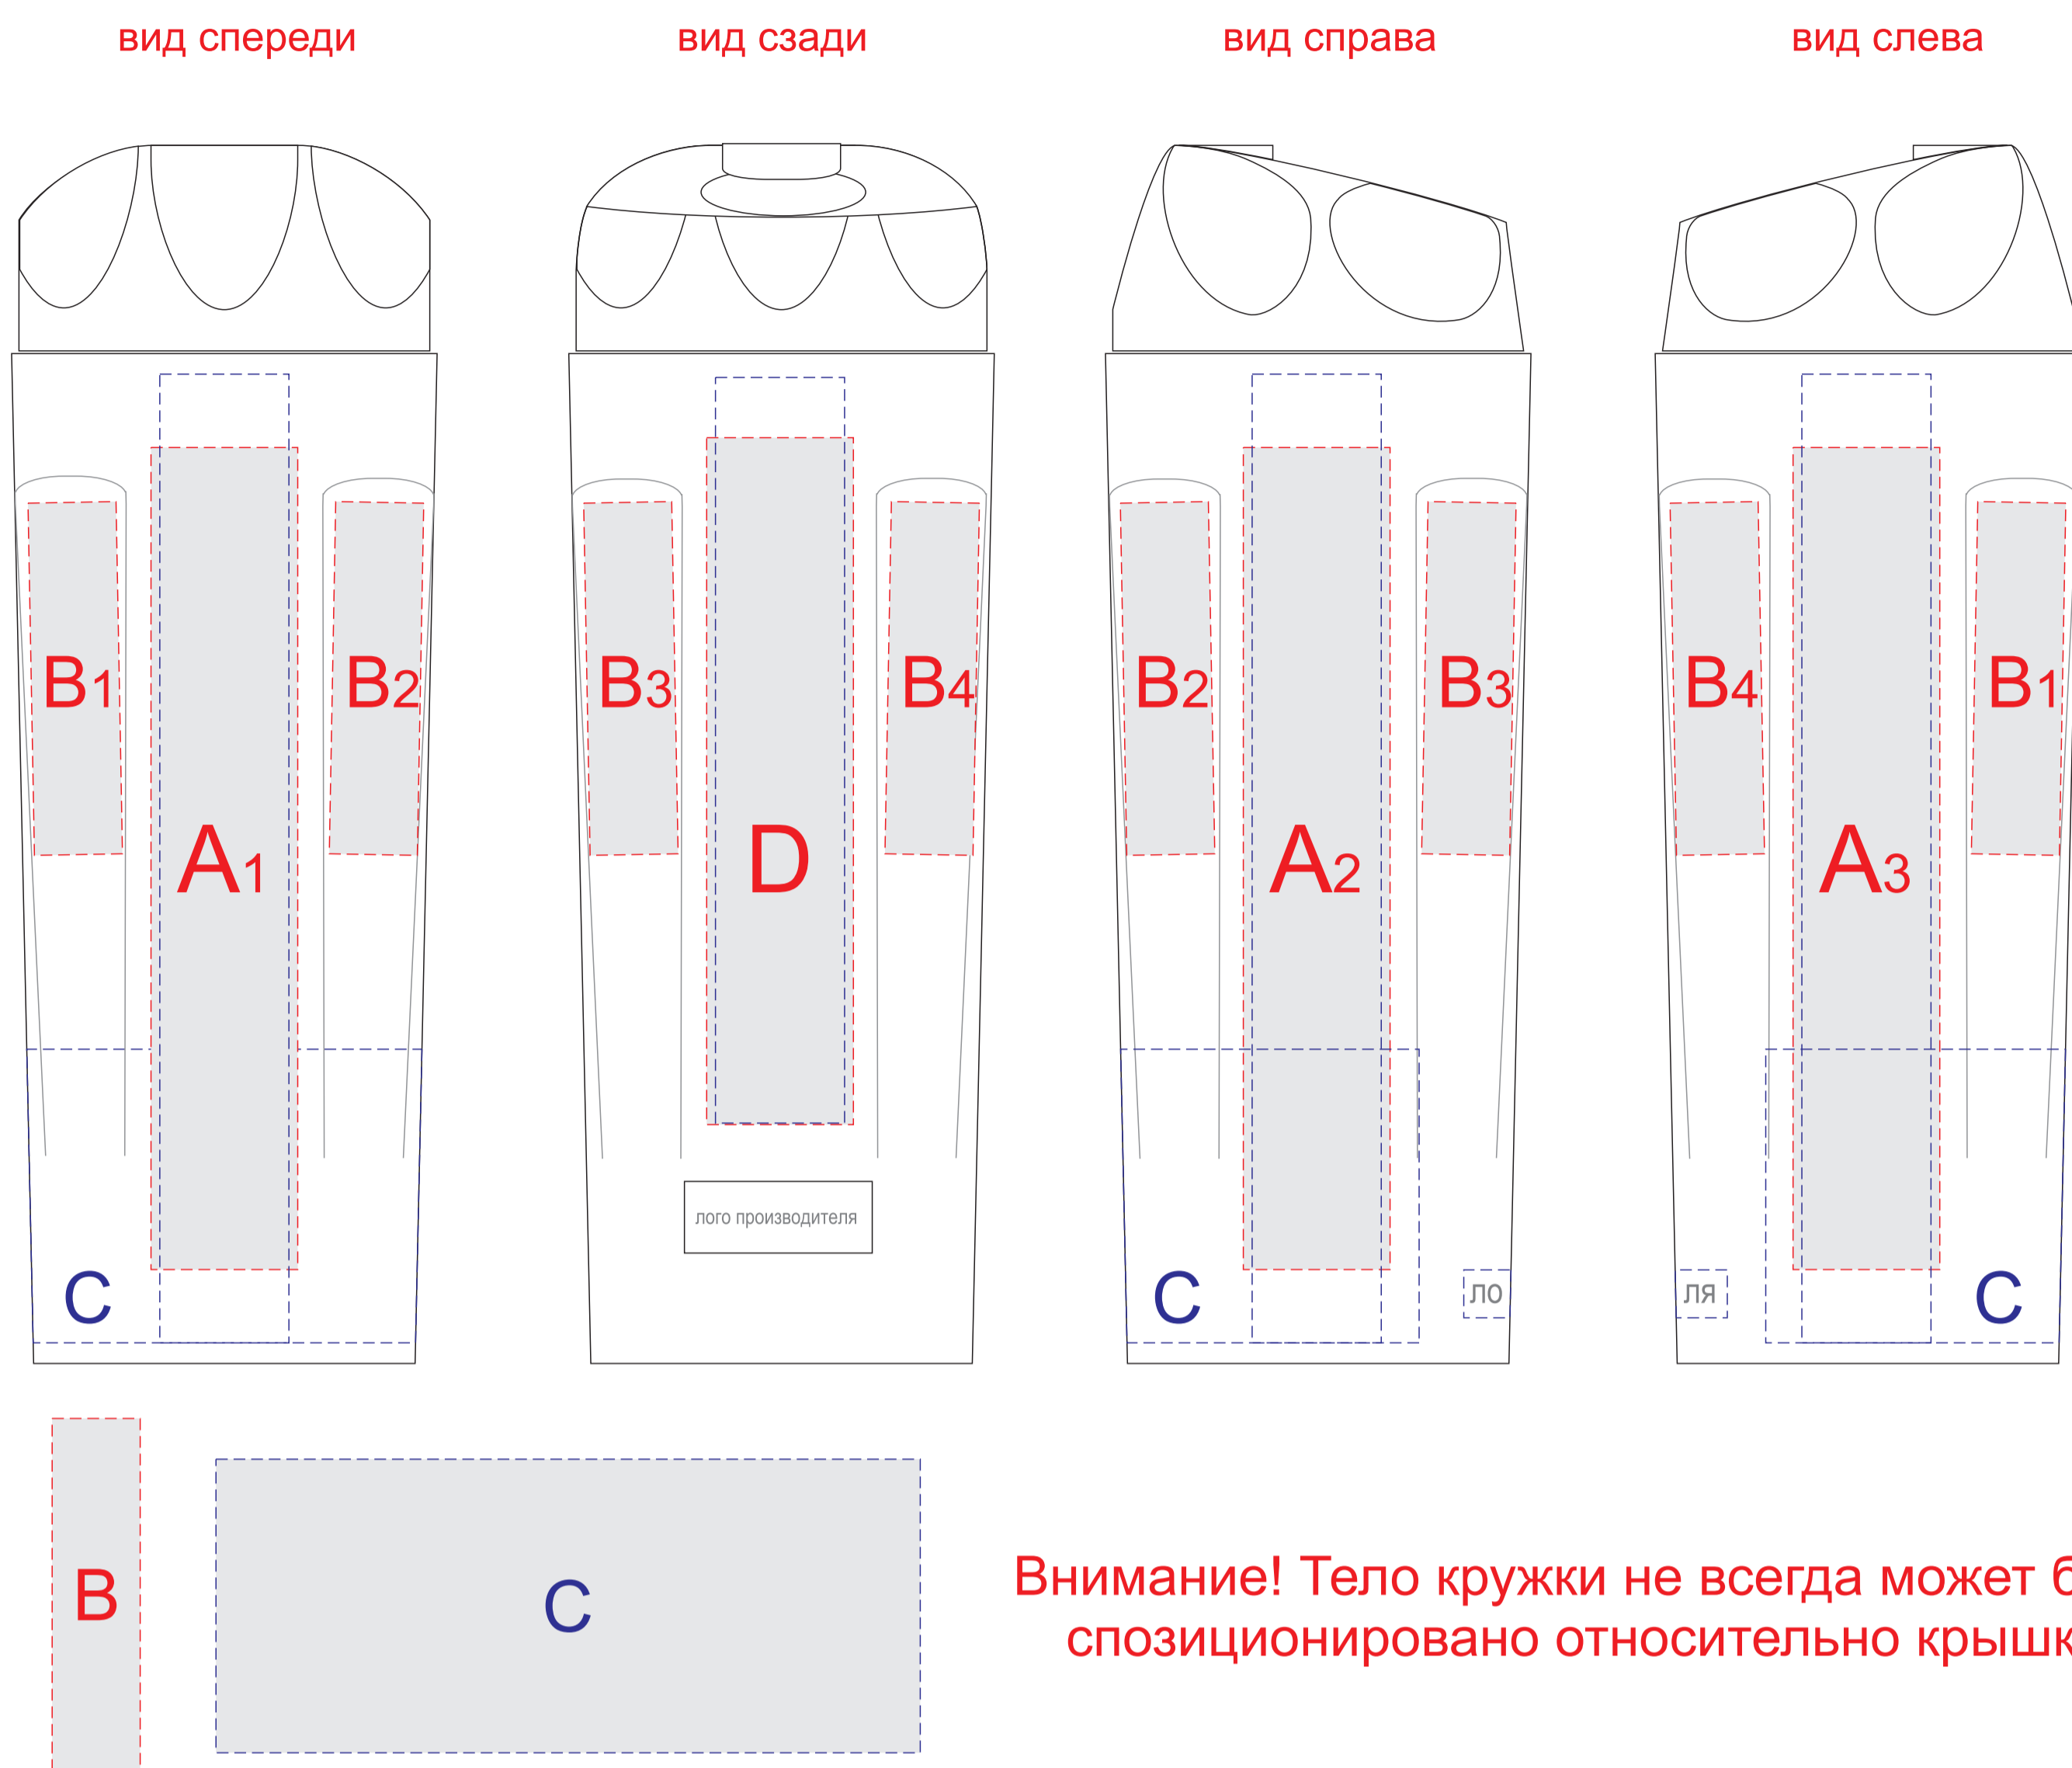 вид спереди
вид сзади
вид справа
вид слева
B1
B2
B3
B4
B2
B3
B4
B1
A1
D
A2
A3
лого производителя
C
C
ло
ля
C
B
C
Внимание! Тело кружки не всегда может
спозиционировано относительно